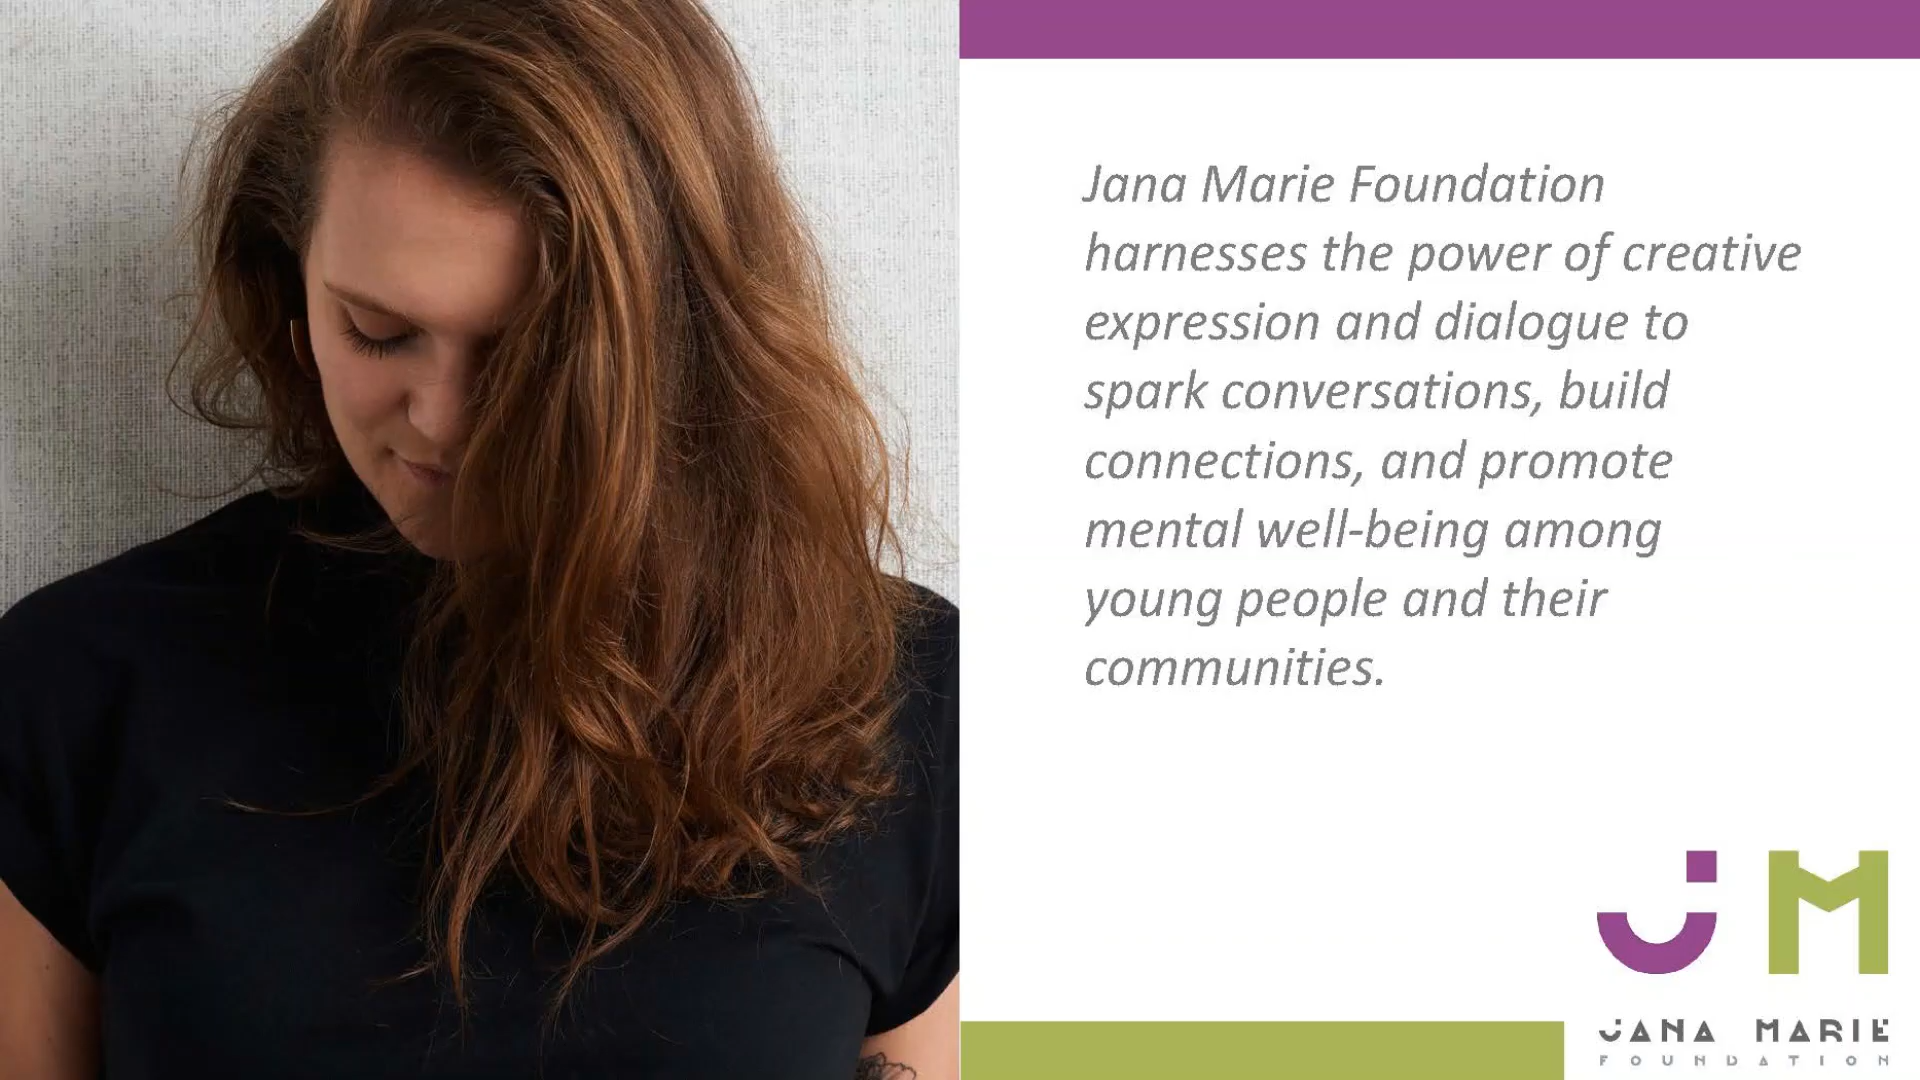 Jana Marie Foundation
harnesses the power of creative
expression and dialogue to
spark conversations, build
connections, and promote
mental well-being among
young people and their
communities.
JM
JANA MARIE
FOUNDATION